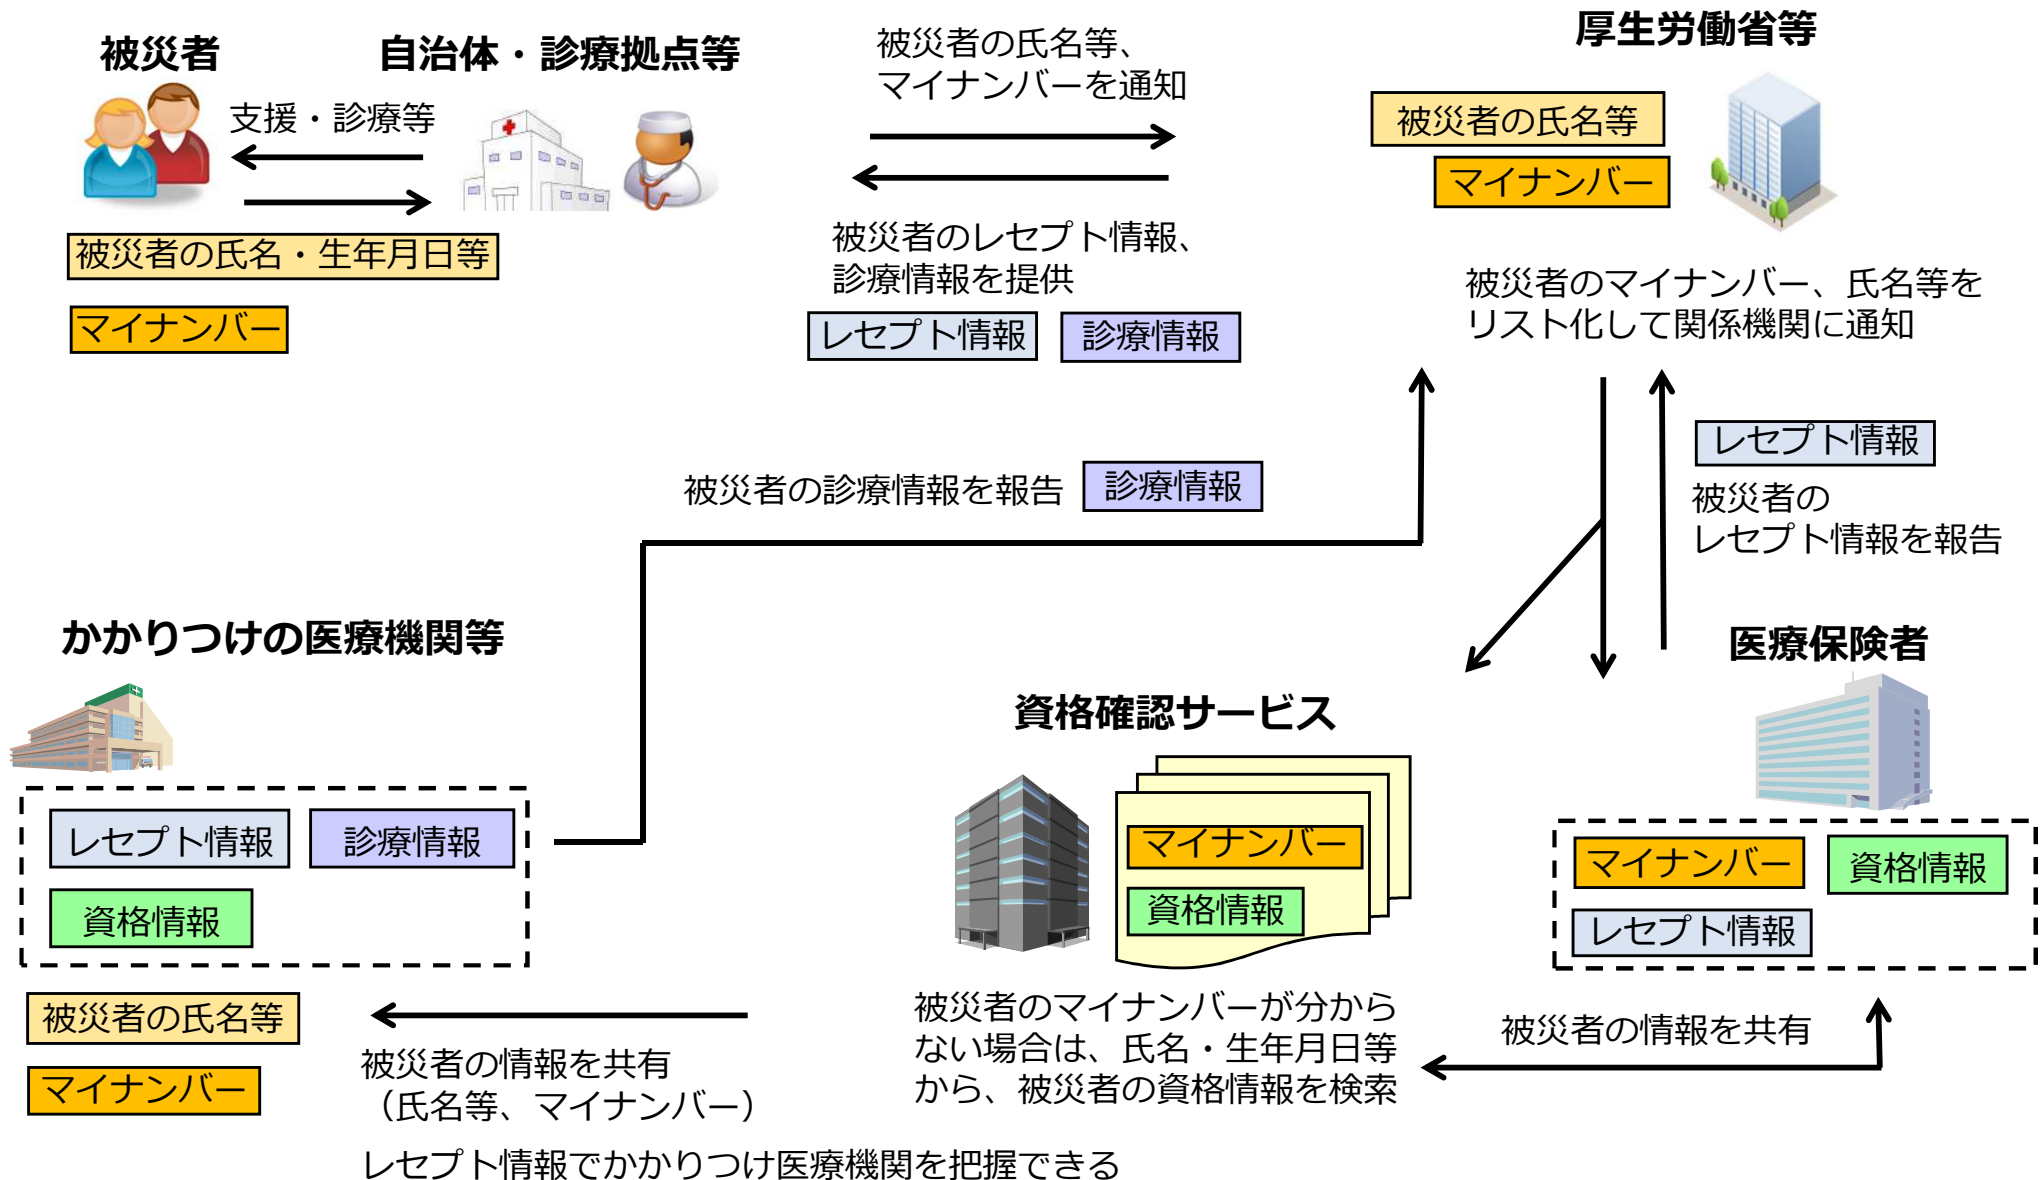 被災者
自治体・診療拠点等
支援・診療等
被災者の氏名・生年月日等
マイナンバー
被災者の氏名等、
マイナンバーを通知
被災者のレセプト情報、
診療情報を提供
レセプト情報
診療情報
厚生労働省等
被災者の氏名等
マイナンバー
被災者のマイナンバー、氏名等を
リスト化して関係機関に通知
レセプト情報
被災者の
レセプト情報を報告
被災者の診療情報を報告
診療情報
かかりつけの医療機関等
レセプト情報
診療情報
資格情報
被災者の氏名等
マイナンバー
資格確認サービス
マイナンバー
資格情報
被災者のマイナンバーが分から
ない場合は、氏名・生年月日等
から、被災者の資格情報を検索
医療保険者
マイナンバー
資格情報
レセプト情報
被災者の情報を共有
被災者の情報を共有
（氏名等、マイナンバー）
レセプト情報でかかりつけ医療機関を把握できる